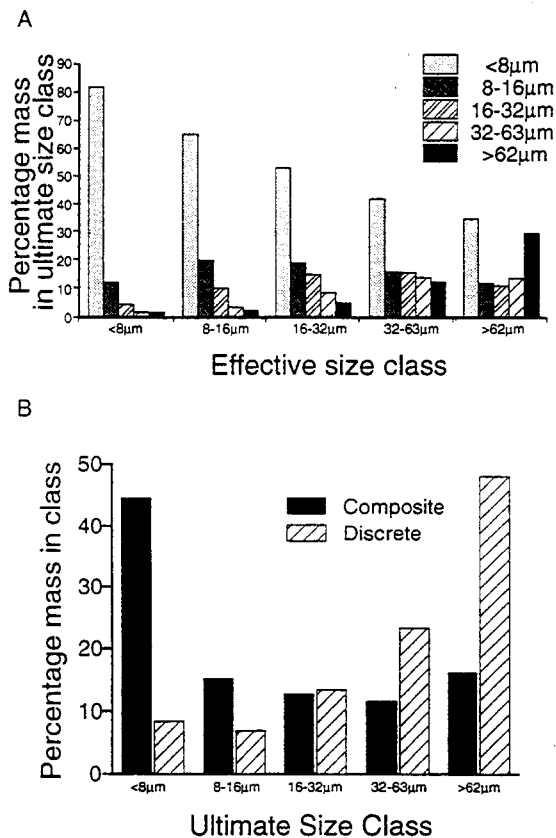 A
Percentage mass
in ultimate size class
90
80
70
60
50
40
30
20
10
0
<8μm
8-16μm
16-32μm
32-63μm
>62μm
<8μm
8-16μm
16-32μm
32-63μm
>62μm
Effective size class
B
Percentage mass in class
50
40
30
20
10
0
Composite
Discrete
<8μm
8-16μm
16-32μm
32-63μm
>62μm
Ultimate Size Class